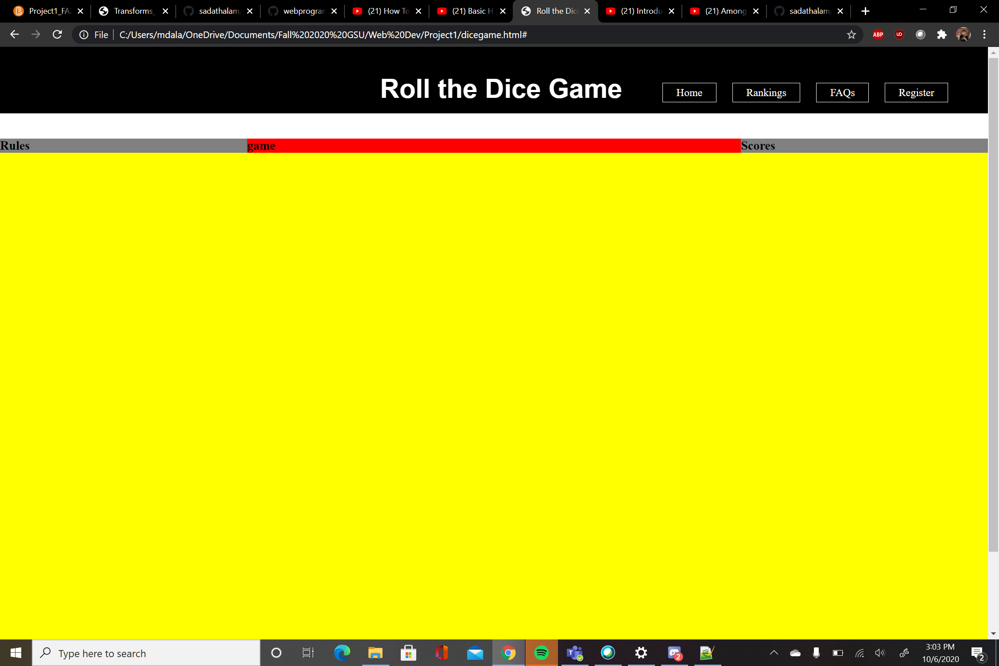 Project1_FA
Transforms_
sadathalam,
webprogran
(21) How To
(21) Basic H
Roll the Dic
(21) Introdu
(21) Among
sadathalam,
File C:/Users/mdala/OneDrive/Documents/Fall%202020%20GSU/Web%20Dev/Project1/dicegame.html#
ABP
Roll the Dice Game
Home
Rankings
FAQs
Register
Rules
game
Scores
Type here to search
2
3:03 PM
10/6/2020
2